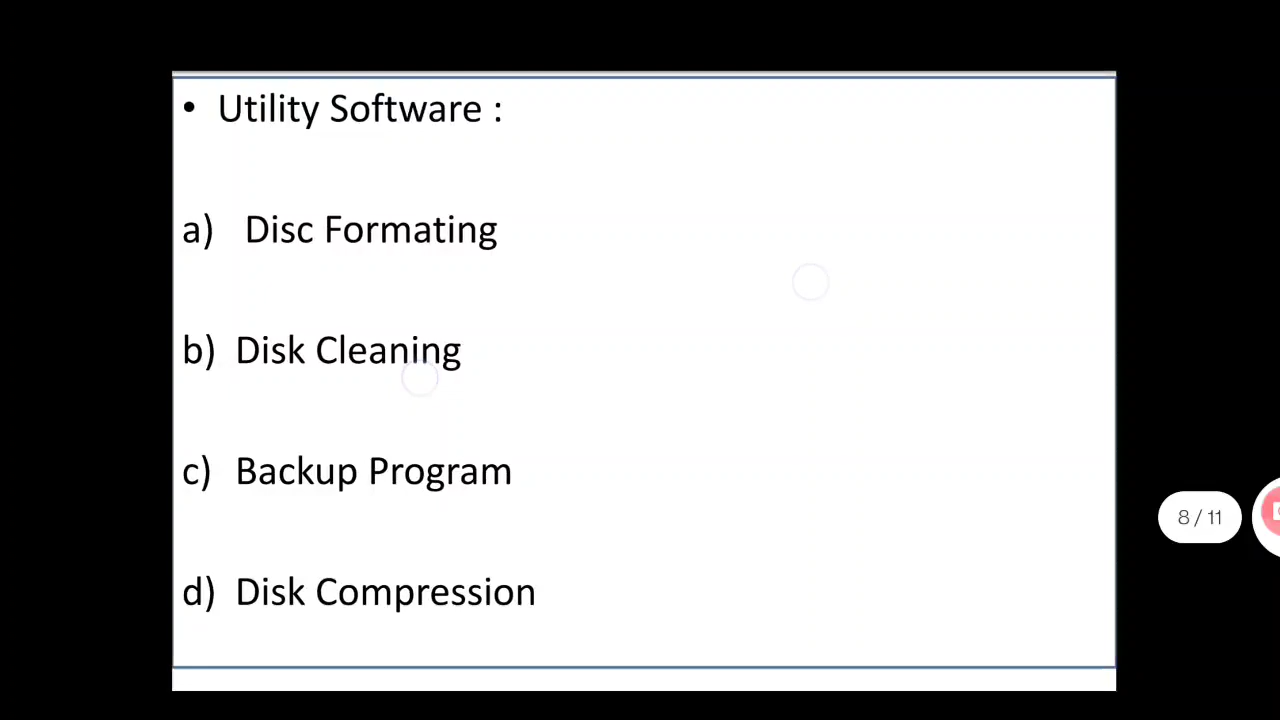 • Utility Software :
a) Disc Formating
b) Disk Cleaning
c) Backup Program
d) Disk Compression
8 / 11